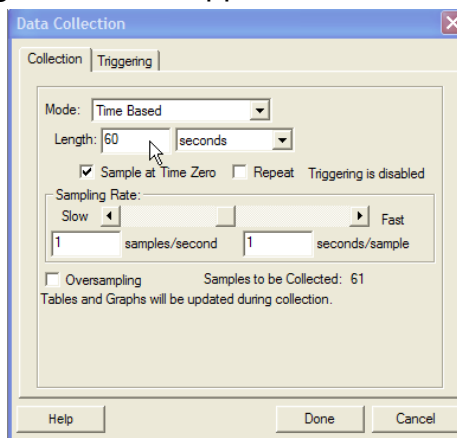 Data Collection
Collection Triggering
Mode: Time Based
Length: 60 seconds
Sample at Time Zero Repeat Triggering is disabled
Sampling Rate:
Slow Fast
1 samples/second 1 seconds/sample
Oversampling Samples to be Collected: 61
Tables and Graphs will be updated during collection.
Help Done Cancel